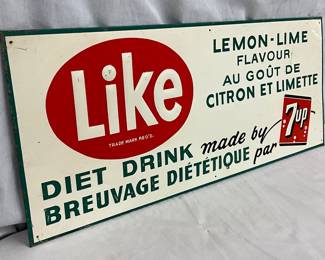 Like
TRADE MARK REG'D.
LEMON-LIME
FLAVOUR
AU GOÛT DE
CITRON ET LIMETTE
DIET DRINK made by
BREUVAGE DIÉTÉTIQUE par
7up